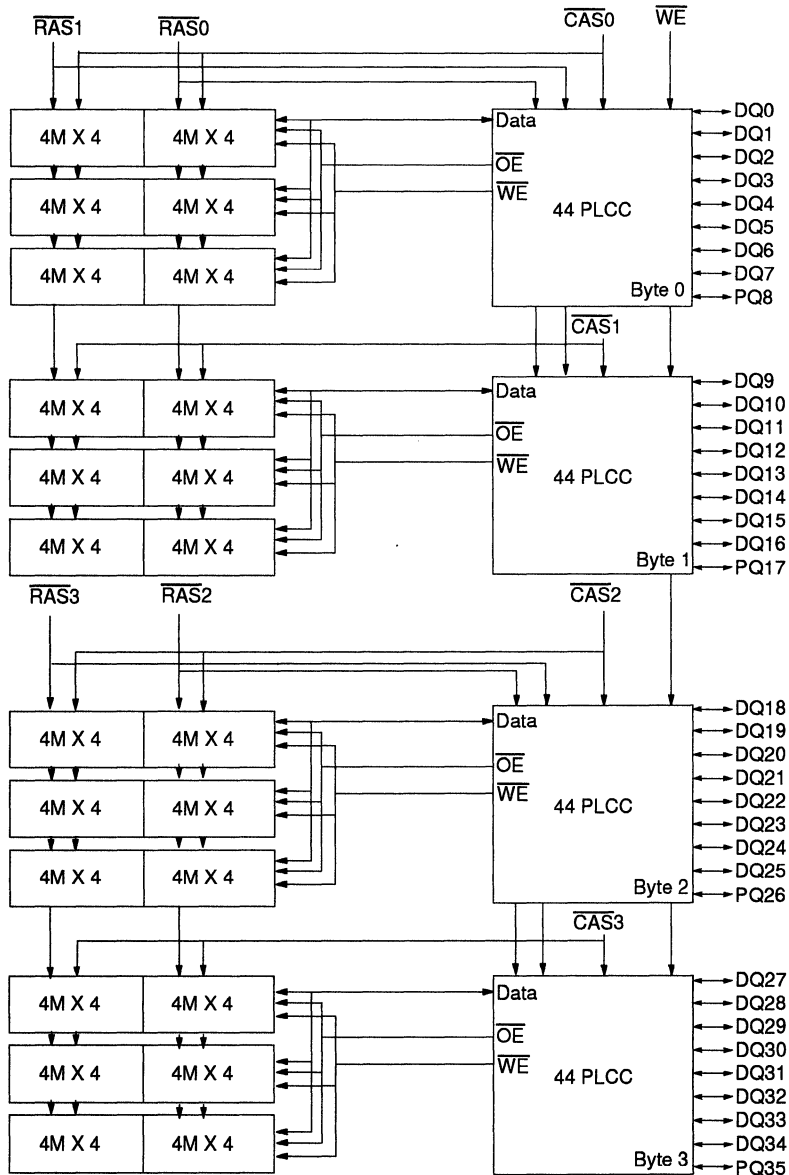 RAS1 RAS0 CAS0 WE
4M X 4 4M X 4 Data DQ0
DQ1
OE DQ2
4M X 4 4M X 4 WE DQ3
44 PLCC DQ4
DQ5
4M X 4 4M X 4 DQ6
DQ7
Byte 0 PQ8
CAS1
4M X 4 4M X 4 Data DQ9
DQ10
OE DQ11
4M X 4 4M X 4 WE DQ12
44 PLCC DQ13
DQ14
4M X 4 4M X 4 DQ15
DQ16
Byte 1 PQ17
RAS3 RAS2 CAS2
4M X 4 4M X 4 Data DQ18
DQ19
OE DQ20
4M X 4 4M X 4 WE DQ21
44 PLCC DQ22
DQ23
4M X 4 4M X 4 DQ24
DQ25
Byte 2 PQ26
CAS3
4M X 4 4M X 4 Data DQ27
DQ28
OE DQ29
4M X 4 4M X 4 WE DQ30
44 PLCC DQ31
DQ32
4M X 4 4M X 4 DQ33
DQ34
Byte 3 PQ35